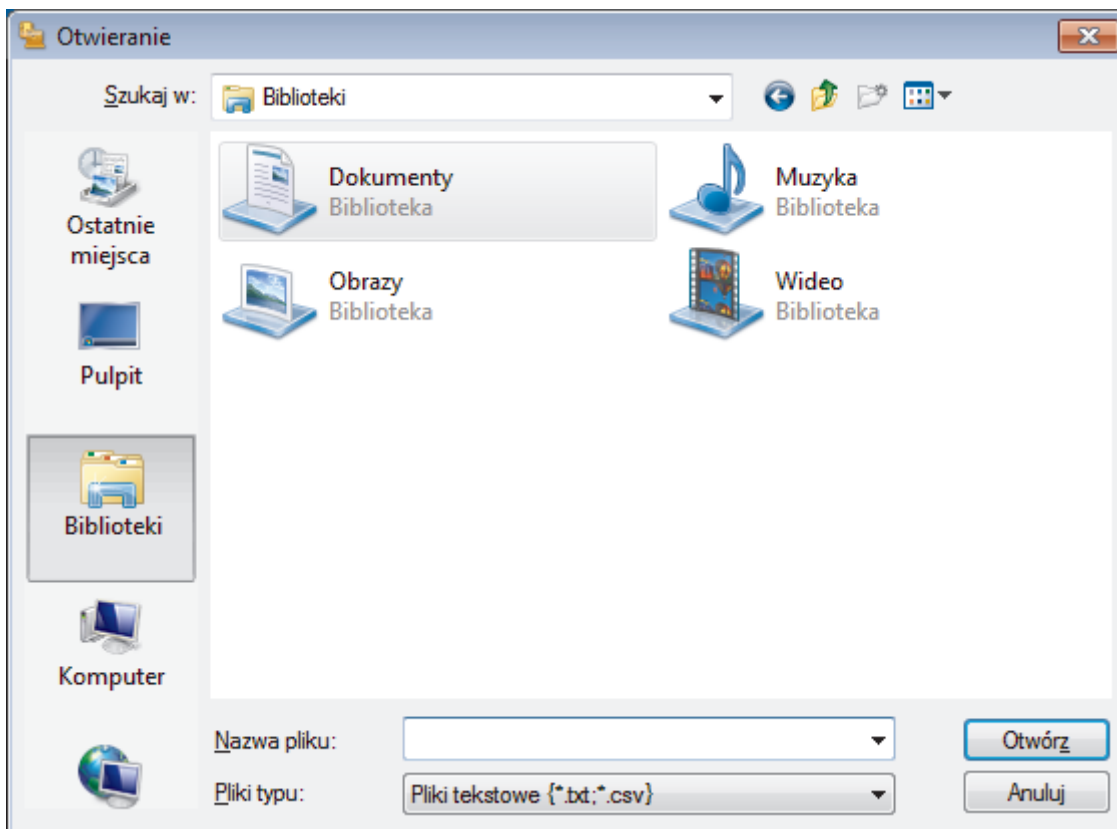 Otwieranie
Szukaj w:
Biblioteki
Ostatnie
miejsca
Pulpit
Biblioteki
Komputer
Dokumenty
Biblioteka
Muzyka
Biblioteka
Obrazy
Biblioteka
Wideo
Biblioteka
Nazwa pliku:
Otwórz
Pliki typu:
Pliki tekstowe {*.txt;*.csv}
Anuluj